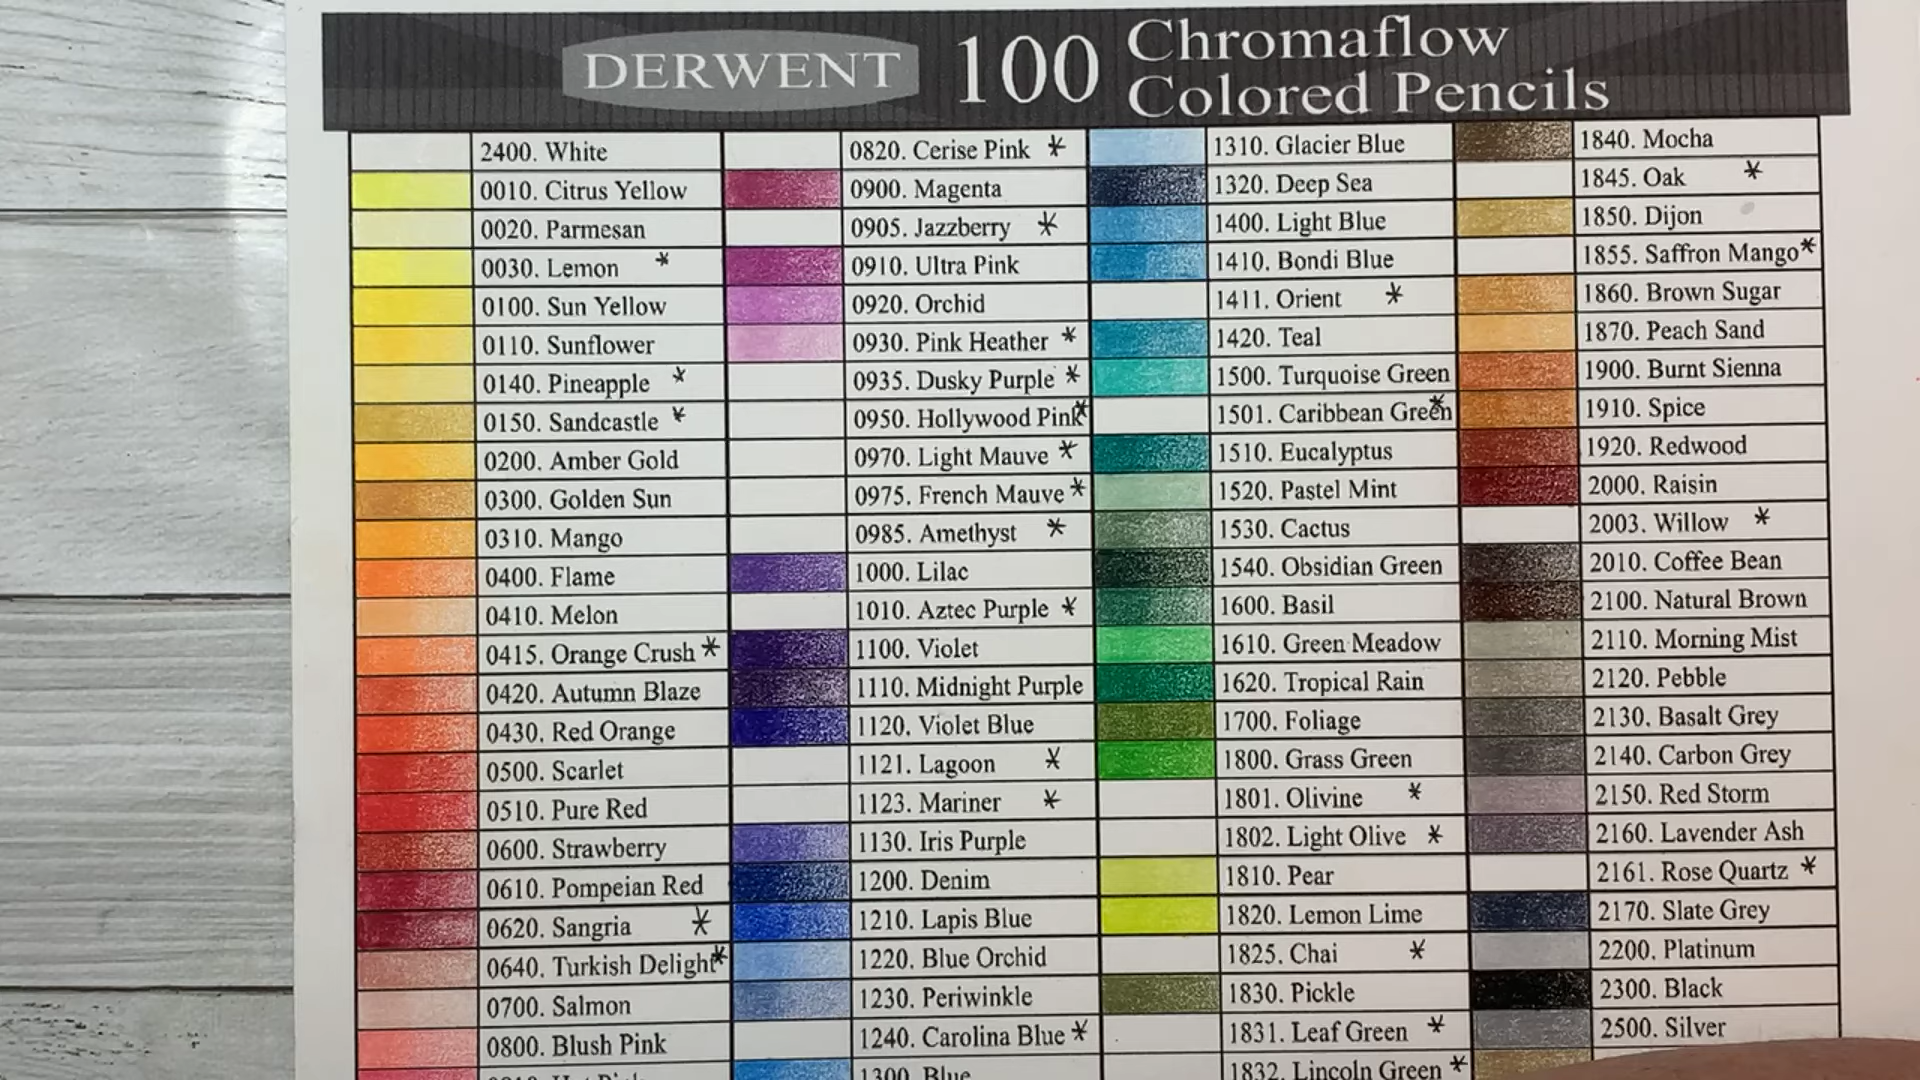 DERWENT 100 Chromaflow
Colored Pencils
2400. White
0010. Citrus Yellow
0020. Parmesan
0030. Lemon *
0100. Sun Yellow
0110. Sunflower
0140. Pineapple *
0150. Sandcastle *
0200. Amber Gold
0300. Golden Sun
0310. Mango
0400. Flame
0410. Melon
0415. Orange Crush *
0420. Autumn Blaze
0430. Red Orange
0500. Scarlet
0510. Pure Red
0600. Strawberry
0610. Pompeian Red
0620. Sangria *
0640. Turkish Delight *
0700. Salmon
0800. Blush Pink
0820. Cerise Pink *
0900. Magenta
0905. Jazzberry *
0910. Ultra Pink
0920. Orchid
0930. Pink Heather *
0935. Dusky Purple *
0950. Hollywood Pink *
0970. Light Mauve *
0975. French Mauve *
0985. Amethyst *
1000. Lilac
1010. Aztec Purple *
1100. Violet
1110. Midnight Purple
1120. Violet Blue
1121. Lagoon *
1123. Mariner *
1130. Iris Purple
1200. Denim
1210. Lapis Blue
1220. Blue Orchid
1230. Periwinkle
1240. Carolina Blue *
1300. Blue
1310. Glacier Blue
1320. Deep Sea
1400. Light Blue
1410. Bondi Blue
1411. Orient *
1420. Teal
1500. Turquoise Green
1501. Caribbean Green *
1510. Eucalyptus
1520. Pastel Mint
1530. Cactus
1540. Obsidian Green
1600. Basil
1610. Green Meadow
1620. Tropical Rain
1700. Foliage
1800. Grass Green
1801. Olivine *
1802. Light Olive *
1810. Pear
1820. Lemon Lime
1825. Chai *
1830. Pickle
1831. Leaf Green *
1832. Lincoln Green *
1840. Mocha
1845. Oak *
1850. Dijon
1855. Saffron Mango *
1860. Brown Sugar
1870. Peach Sand
1900. Burnt Sienna
1910. Spice
1920. Redwood
2000. Raisin
2003. Willow *
2010. Coffee Bean
2100. Natural Brown
2110. Morning Mist
2120. Pebble
2130. Basalt Grey
2140. Carbon Grey
2150. Red Storm
2160. Lavender Ash
2161. Rose Quartz *
2170. Slate Grey
2200. Platinum
2300. Black
2500. Silver